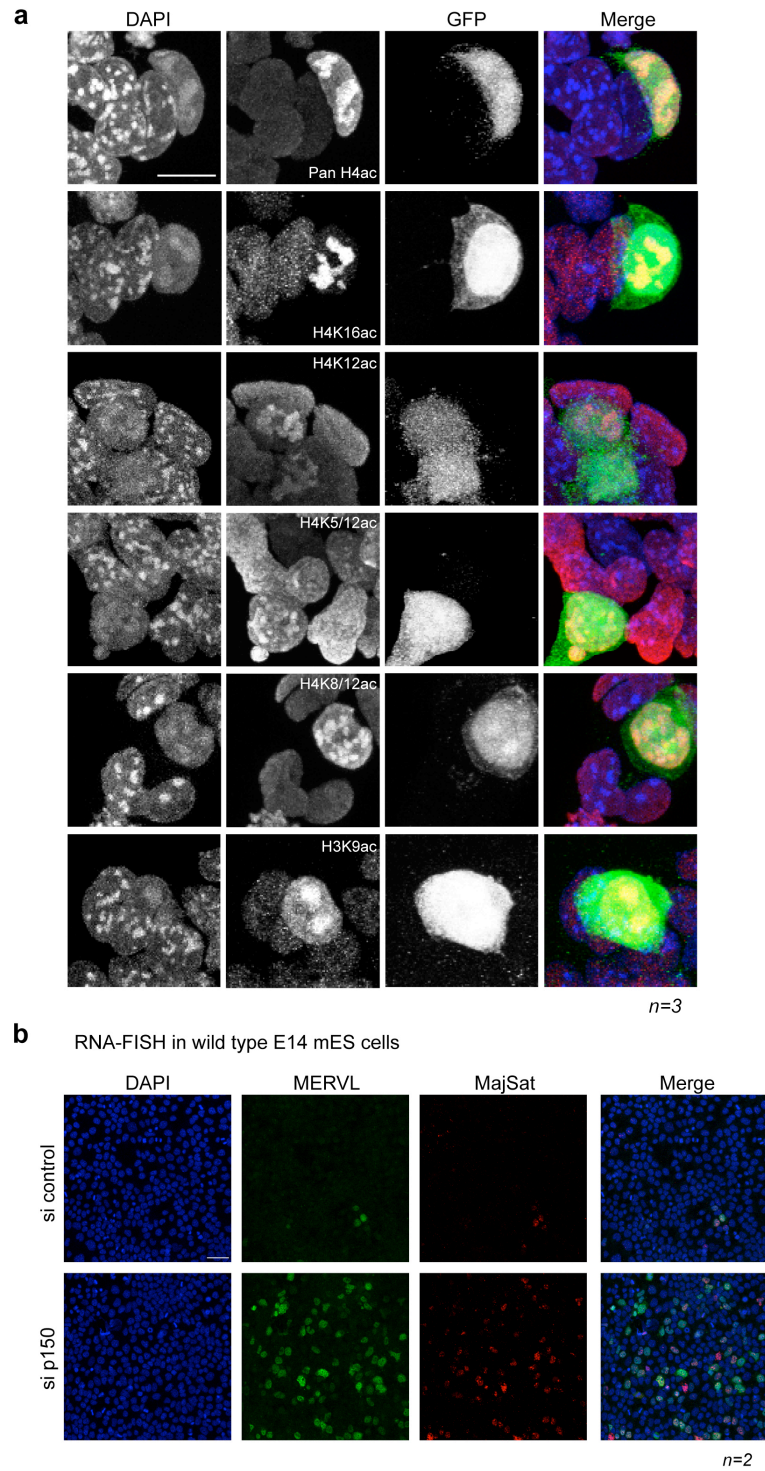 a
DAPI GFP Merge
Pan H4ac
H4K16ac
H4K12ac
H4K5/12ac
H4K8/12ac
H3K9ac
n=3
b
RNA-FISH in wild type E14 mES cells
DAPI MERVL MajSat Merge
si control
si p150
n=2